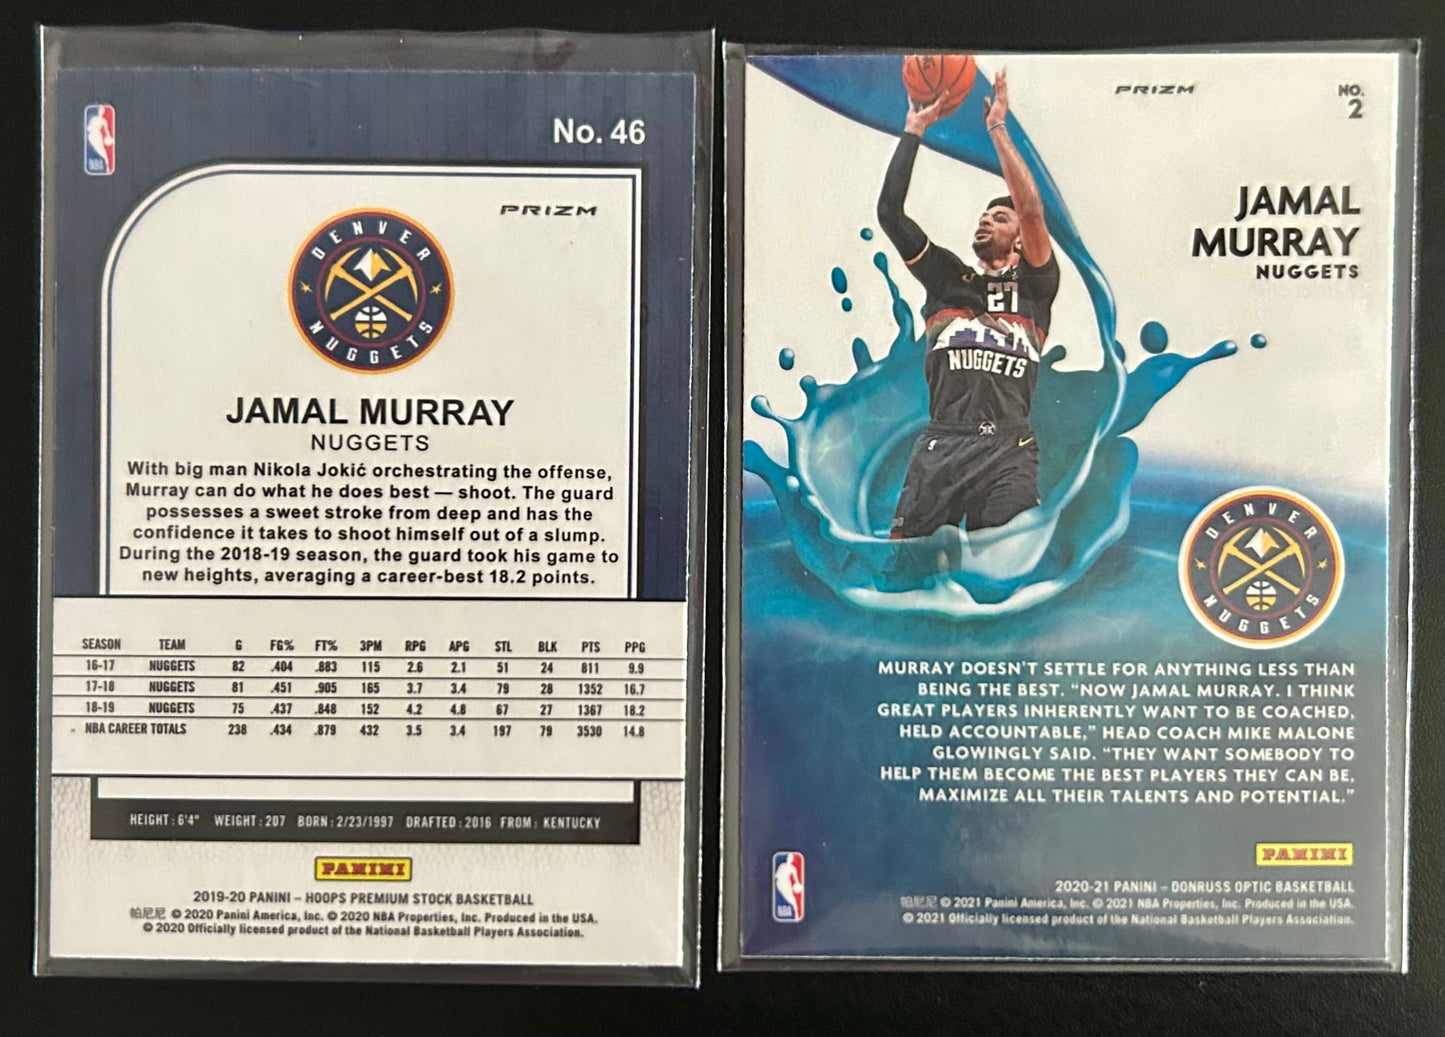 NBA
No. 46
PRIZM
DENVER
NUGGETS
JAMAL MURRAY
NUGGETS
With big man Nikola Jokić orchestrating the offense,
Murray can do what he does best — shoot. The guard
possesses a sweet stroke from deep and has the
confidence it takes to shoot himself out of a slump.
During the 2018-19 season, the guard took his game to
new heights, averaging a career-best 18.2 points.
SEASON TEAM G FG% FT% 3PM RPG APG STL BLK PTS PPG
16-17 NUGGETS 82 .404 .883 115 2.6 2.1 51 24 811 9.9
17-18 NUGGETS 81 .451 .905 165 3.7 3.4 79 28 1352 16.7
18-19 NUGGETS 75 .437 .848 152 4.2 4.8 67 27 1367 18.2
NBA CAREER TOTALS 238 .434 .879 432 3.5 3.4 197 79 3530 14.8
HEIGHT: 6'4" WEIGHT: 207 BORN: 2/23/1997 DRAFTED: 2016 FROM: KENTUCKY
PANINI
2019-20 PANINI – HOOPS PREMIUM STOCK BASKETBALL
帕尼尼 © 2020 Panini America, Inc. © 2020 NBA Properties, Inc. Produced in the USA.
© 2020 Officially licensed product of the National Basketball Players Association.
PRIZM
NO.
2
JAMAL
MURRAY
NUGGETS
27
NUGGETS
DENVER
NUGGETS
MURRAY DOESN'T SETTLE FOR ANYTHING LESS THAN
BEING THE BEST. "NOW JAMAL MURRAY. I THINK
GREAT PLAYERS INHERENTLY WANT TO BE COACHED,
HELD ACCOUNTABLE," HEAD COACH MIKE MALONE
GLOWINGLY SAID. "THEY WANT SOMEBODY TO
HELP THEM BECOME THE BEST PLAYERS THEY CAN BE,
MAXIMIZE ALL THEIR TALENTS AND POTENTIAL."
PANINI
NBA
2020-21 PANINI – DONRUSS OPTIC BASKETBALL
帕尼尼 © 2021 Panini America, Inc. © 2021 NBA Properties, Inc. Produced in the USA.
© 2021 Officially licensed product of the National Basketball Players Association.